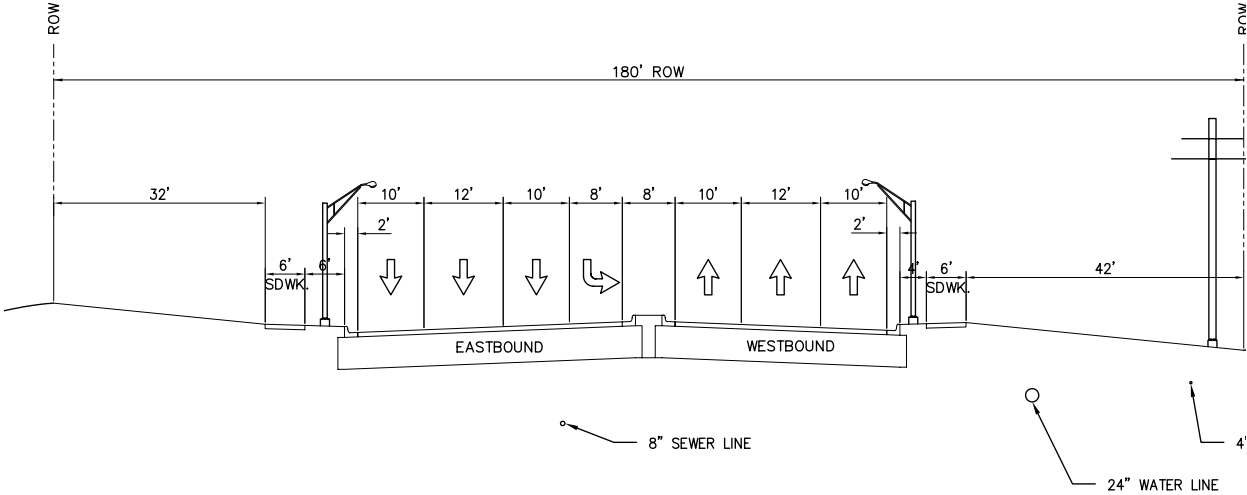 ROW
ROW
180' ROW
32'
10'
12'
10'
8'
8'
10'
12'
10'
2'
2'
6'
SDWK.
6'
4'
6'
SDWK.
42'
EASTBOUND
WESTBOUND
8" SEWER LINE
4'
24" WATER LINE